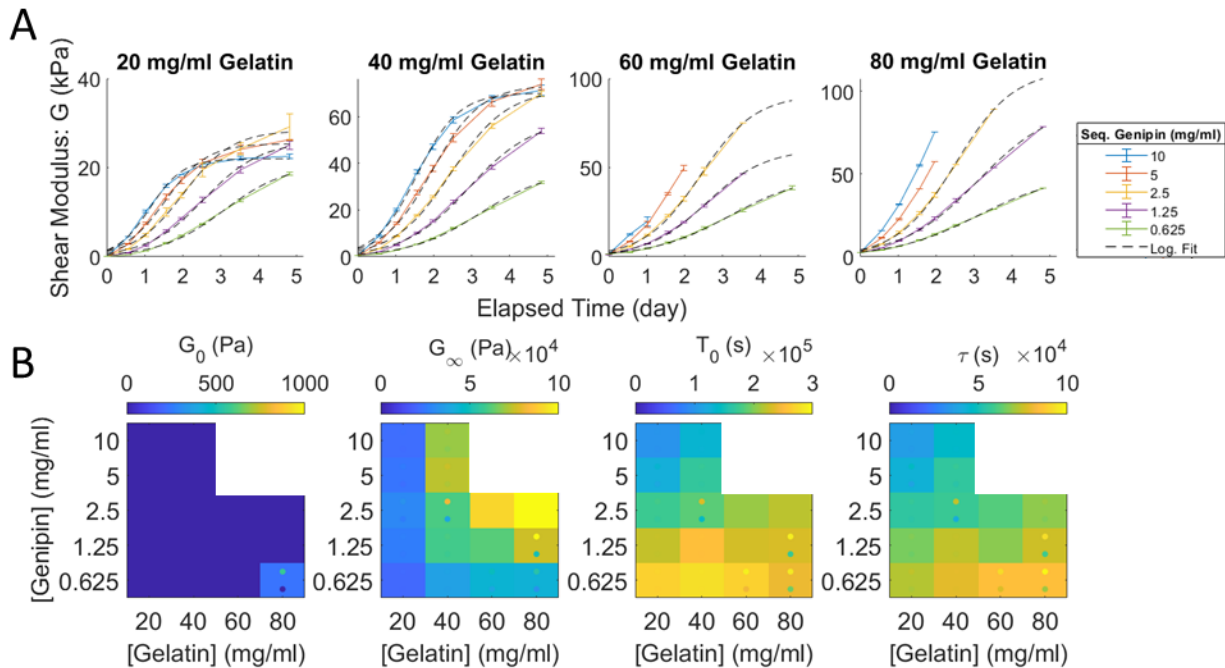 A
20 mg/ml Gelatin 40 mg/ml Gelatin 60 mg/ml Gelatin 80 mg/ml Gelatin
Shear Modulus: G (kPa)
40
20
0
60
40
20
0
100
50
0
100
50
0
0 1 2 3 4 5 0 1 2 3 4 5 0 1 2 3 4 5 0 1 2 3 4 5
Elapsed Time (day)
Seq. Genipin (mg/ml)
10
5
2.5
1.25
0.625
Log. Fit
B
G0 (Pa) G∞ (Pa) ×10^4 T0 (s) ×10^5 τ (s) ×10^4
0 500 1000 0 5 10 0 1 2 3 0 5 10
[Genipin] (mg/ml)
10 10 10 10
5 5 5 5
2.5 2.5 2.5 2.5
1.25 1.25 1.25 1.25
0.625 0.625 0.625 0.625
20 40 60 80 20 40 60 80 20 40 60 80 20 40 60 80
[Gelatin] (mg/ml) [Gelatin] (mg/ml) [Gelatin] (mg/ml) [Gelatin] (mg/ml)